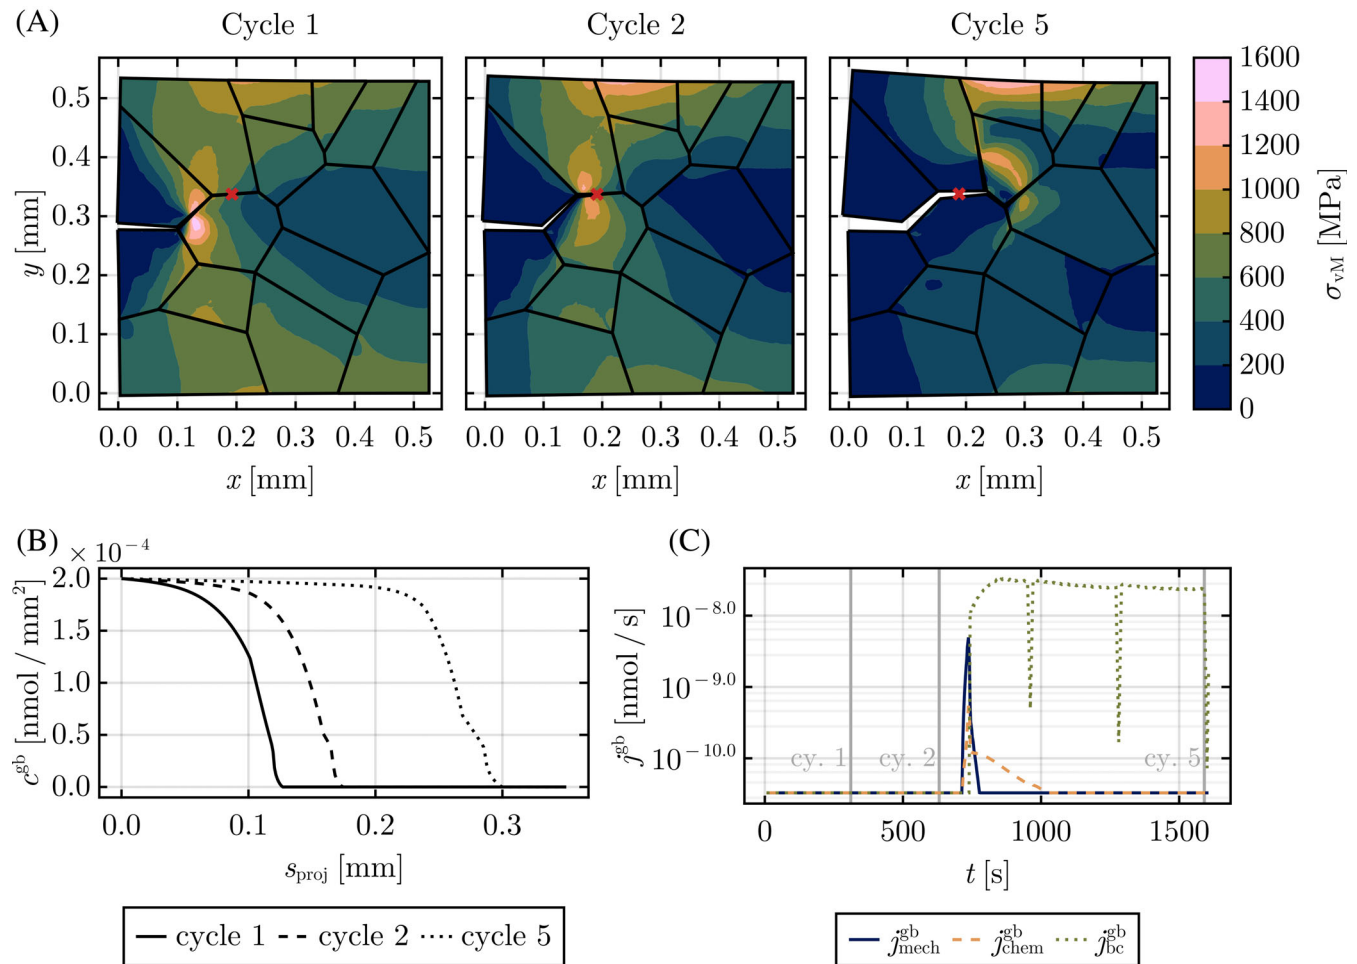 (A)
Cycle 1
Cycle 2
Cycle 5
0.5
0.4
0.3
0.2
0.1
0.0
y [mm]
0.0 0.1 0.2 0.3 0.4 0.5
0.0 0.1 0.2 0.3 0.4 0.5
0.0 0.1 0.2 0.3 0.4 0.5
x [mm]
x [mm]
x [mm]
1600
1400
1200
1000
800
600
400
200
0
σvM [MPa]
(B)
× 10−4
2.0
1.5
1.0
0.5
0.0
cgb [nmol / mm2]
0.0 0.1 0.2 0.3
sproj [mm]
cycle 1 cycle 2 cycle 5
(C)
10−8.0
10−9.0
10−10.0
jgb [nmol / s]
cy. 1 cy. 2 cy. 5
0 500 1000 1500
t [s]
jgbmech jgbchem jgbbc